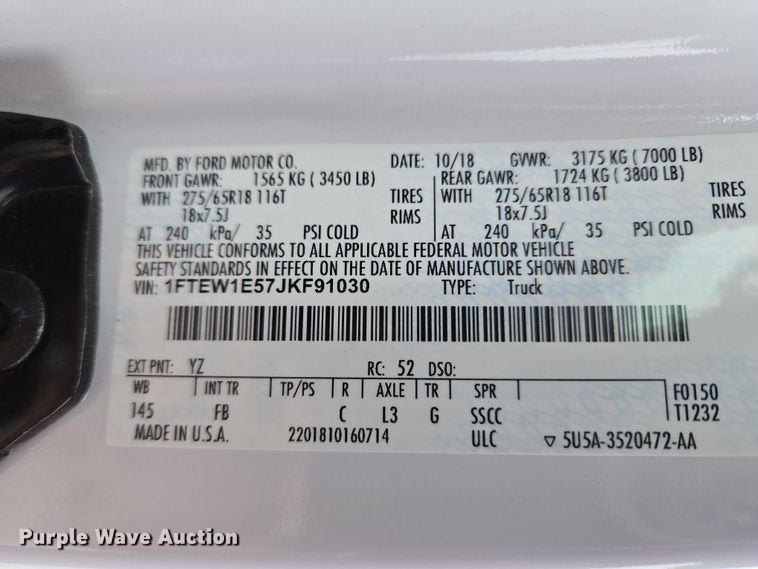 MFD. BY FORD MOTOR CO. DATE: 10/18 GVWR: 3175 KG ( 7000 LB)
FRONT GAWR: 1565 KG ( 3450 LB) REAR GAWR: 1724 KG ( 3800 LB)
WITH 275/65R18 116T TIRES WITH 275/65R18 116T TIRES
18x7.5J RIMS 18x7.5J RIMS
AT 240 kPa/ 35 PSI COLD AT 240 kPa/ 35 PSI COLD
THIS VEHICLE CONFORMS TO ALL APPLICABLE FEDERAL MOTOR VEHICLE
SAFETY STANDARDS IN EFFECT ON THE DATE OF MANUFACTURE SHOWN ABOVE.
VIN: 1FTEW1E57JKF91030 TYPE: Truck
EXT PNT: YZ RC: 52 DSO:
WB INT TR TP/PS R AXLE TR SPR F0150
145 FB C L3 G SSCC T1232
MADE IN U.S.A. 2201810160714 ULC ▽ 5U5A-3520472-AA
Purple Wave Auction